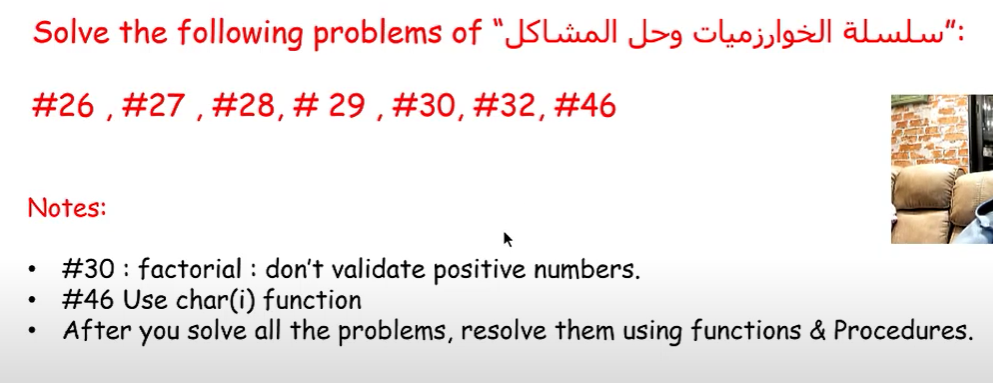 Solve the following problems of “سلسلة الخوارزميات وحل المشاكل”:
#26 , #27 , #28, # 29 , #30, #32, #46
Notes:
• #30 : factorial : don’t validate positive numbers.
• #46 Use char(i) function
• After you solve all the problems, resolve them using functions & Procedures.